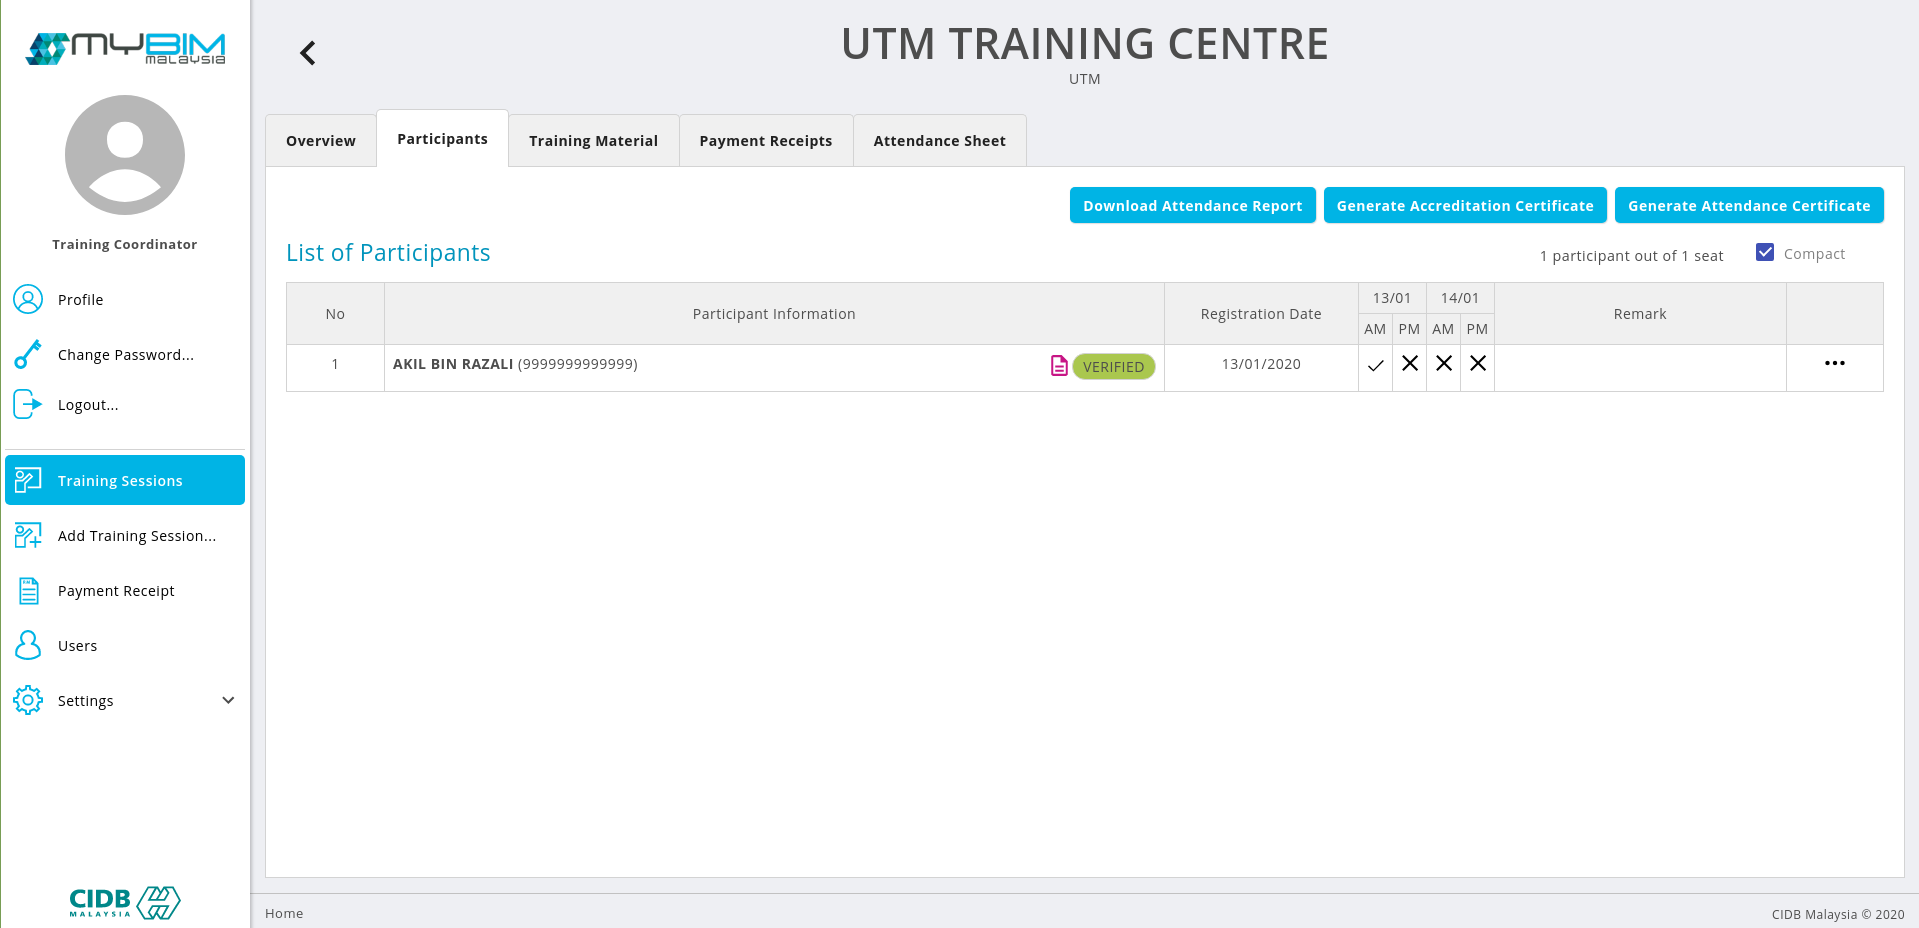 MYBIM
MALAYSIA
Training Coordinator
Profile
Change Password...
Logout...
Training Sessions
Add Training Session...
Payment Receipt
Users
Settings
CIDB
MALAYSIA
UTM TRAINING CENTRE
UTM
Overview Participants Training Material Payment Receipts Attendance Sheet
Download Attendance Report Generate Accreditation Certificate Generate Attendance Certificate
List of Participants 1 participant out of 1 seat Compact
No Participant Information Registration Date 13/01 14/01 Remark
AM PM AM PM
1 AKIL BIN RAZALI (9999999999999) VERIFIED 13/01/2020
Home CIDB Malaysia © 2020